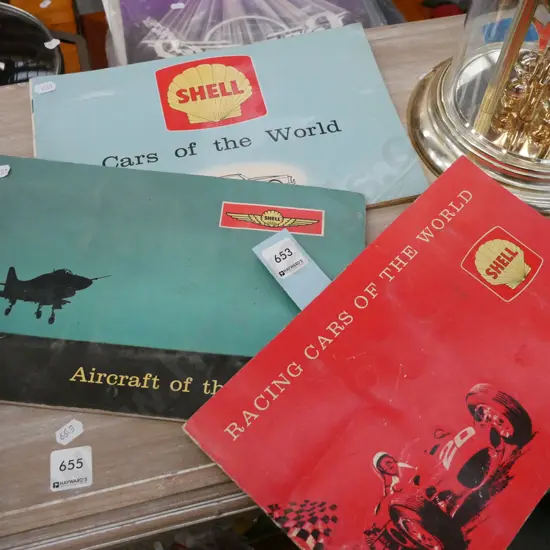 SHELL
Cars of the World
SHELL
653
HAYWARD'S
Aircraft of th
RACING CARS OF THE WORLD
SHELL
20
653
655
HAYWARD'S